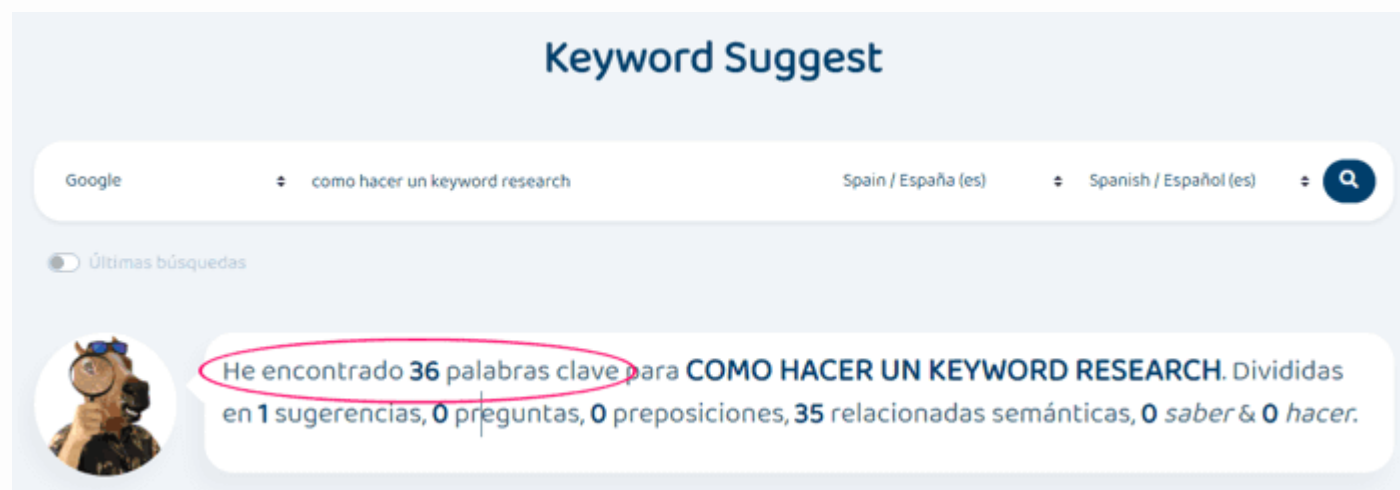 Keyword Suggest
Google como hacer un keyword research Spain / España (es) Spanish / Español (es)
Últimas búsquedas
He encontrado 36 palabras clave para COMO HACER UN KEYWORD RESEARCH. Divididas
en 1 sugerencias, 0 preguntas, 0 preposiciones, 35 relacionadas semánticas, 0 saber & 0 hacer.